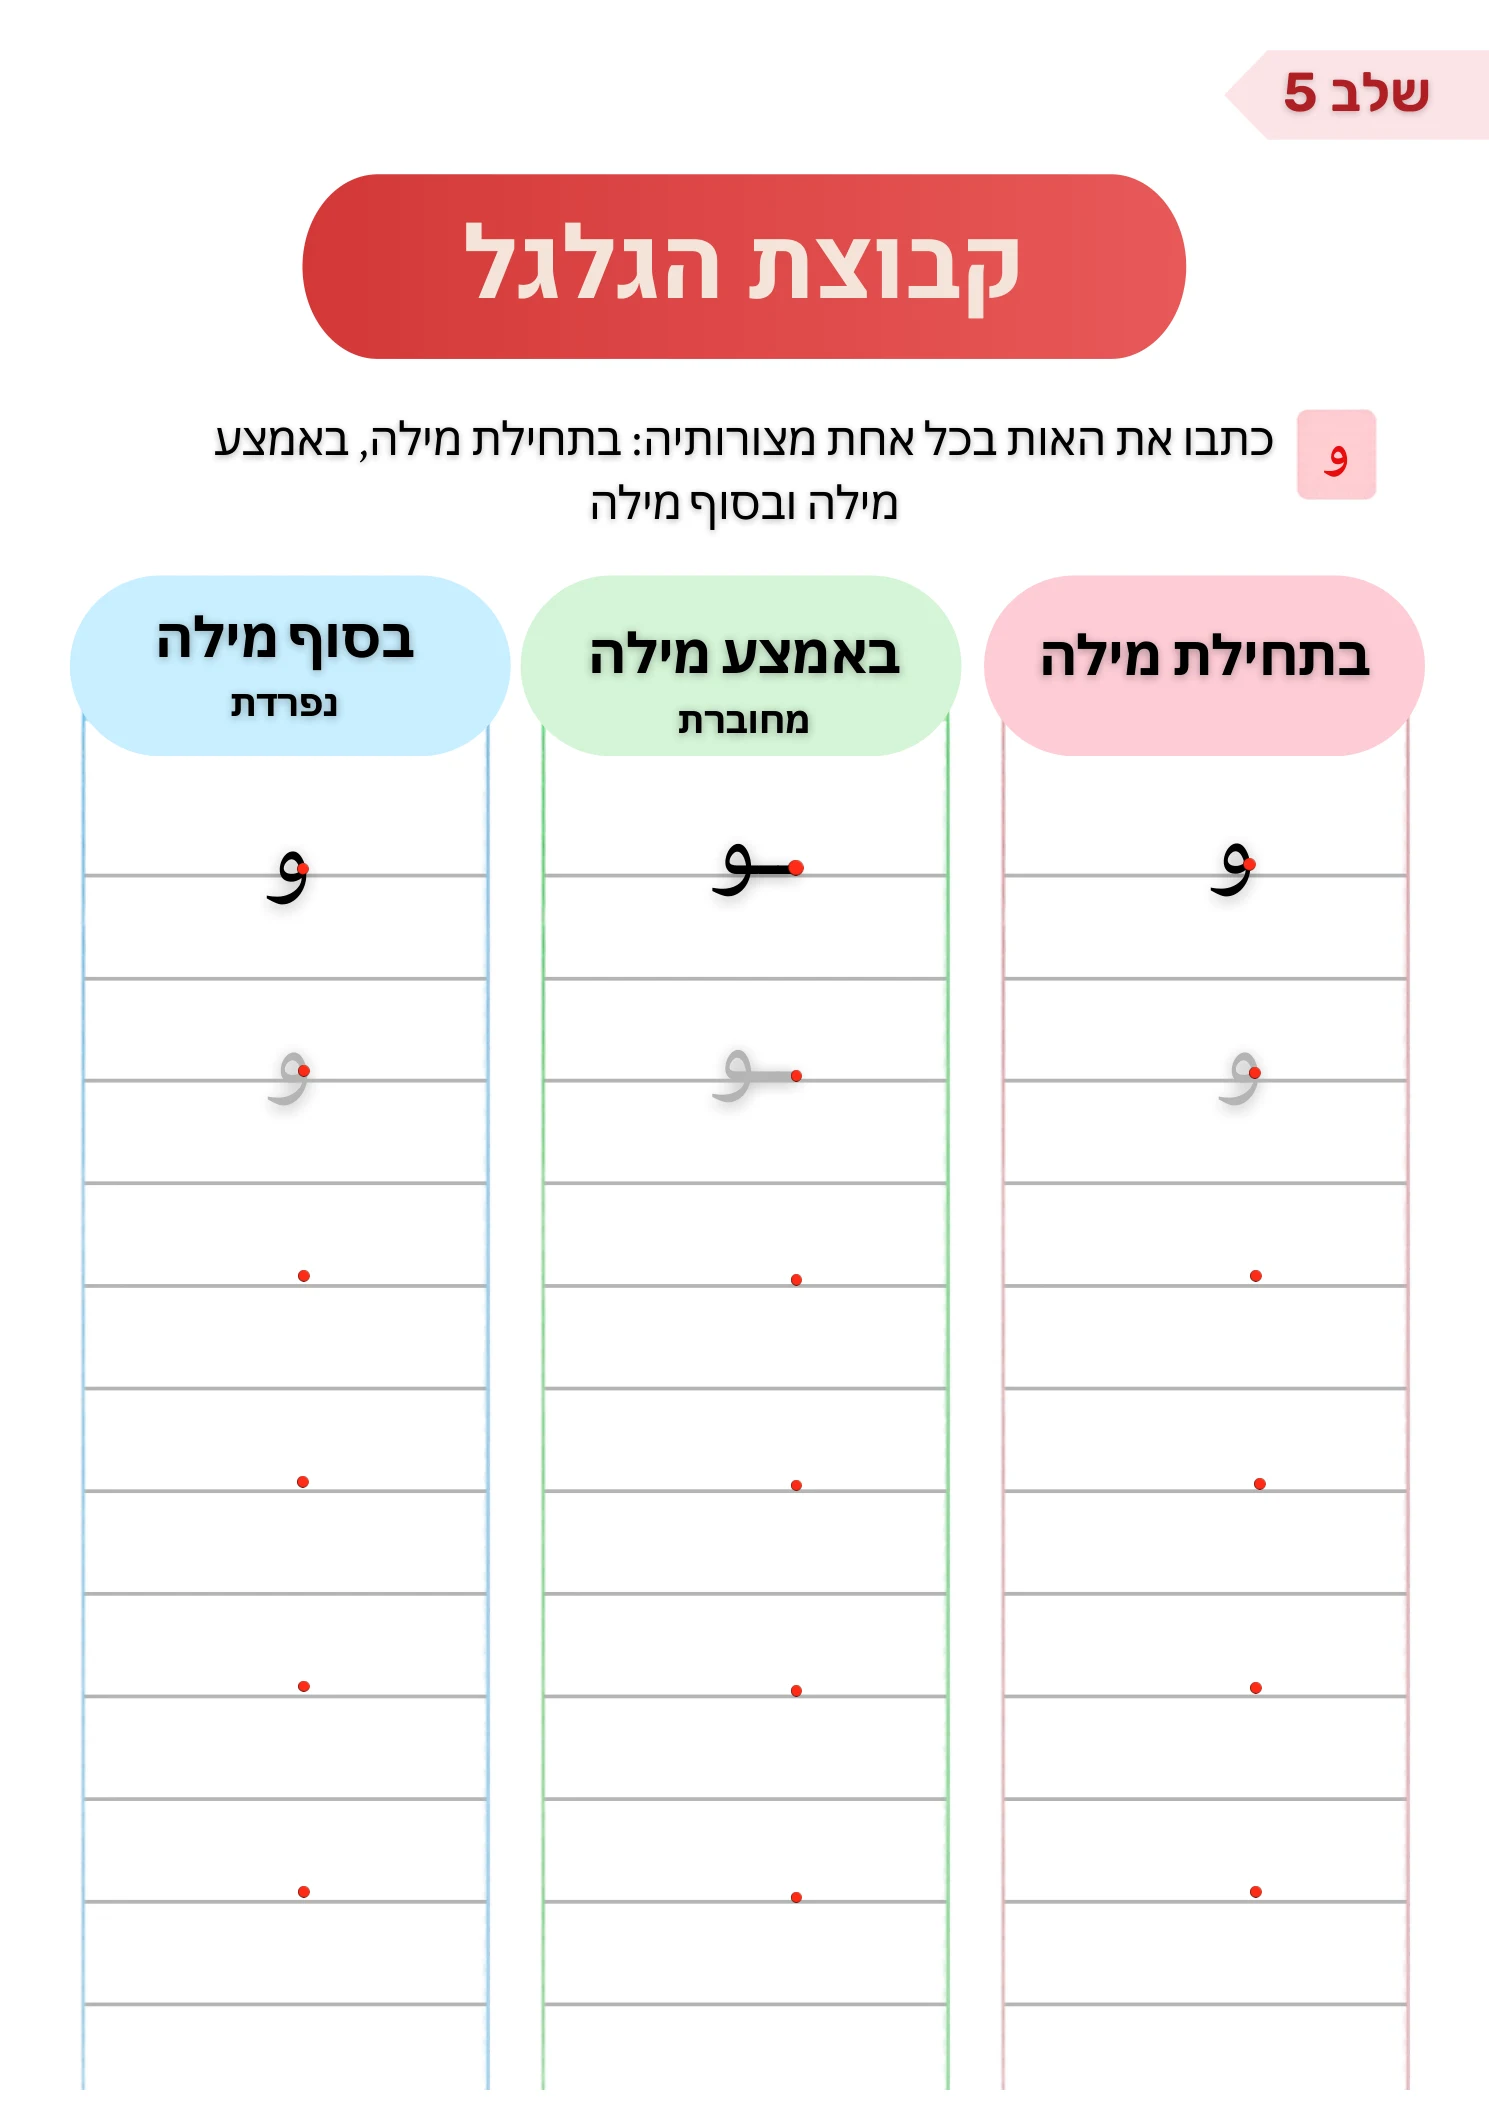 שלב 5
קבוצת הגלגל
و
כתבו את האות בכל אחת מצורותיה: בתחילת מילה, באמצע
מילה ובסוף מילה
בתחילת מילה
באמצע מילה
מחוברת
בסוף מילה
נפרדת
و ـو و
و ـو و